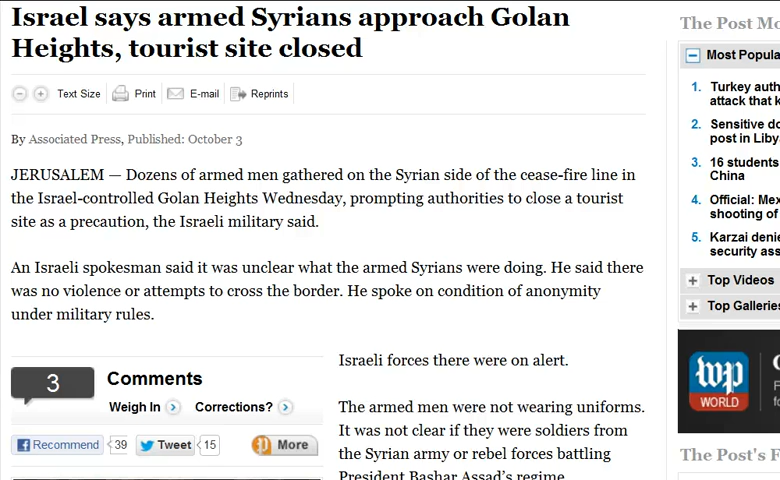 Israel says armed Syrians approach Golan
Heights, tourist site closed
Text Size
Print
E-mail
Reprints
By Associated Press, Published: October 3
JERUSALEM — Dozens of armed men gathered on the Syrian side of the cease-fire line in
the Israel-controlled Golan Heights Wednesday, prompting authorities to close a tourist
site as a precaution, the Israeli military said.
An Israeli spokesman said it was unclear what the armed Syrians were doing. He said there
was no violence or attempts to cross the border. He spoke on condition of anonymity
under military rules.
3
Comments
Weigh In
Corrections?
Recommend
39
Tweet
15
More
Israeli forces there were on alert.
The armed men were not wearing uniforms.
It was not clear if they were soldiers from
the Syrian army or rebel forces battling
President Bashar Assad's regime.
The Post Mo
Most Popula
1. Turkey auth
attack that k
2. Sensitive do
post in Liby
3. 16 students
China
4. Official: Mex
shooting of
5. Karzai denie
security ass
Top Videos
Top Galleries
wp
WORLD
The Post's F